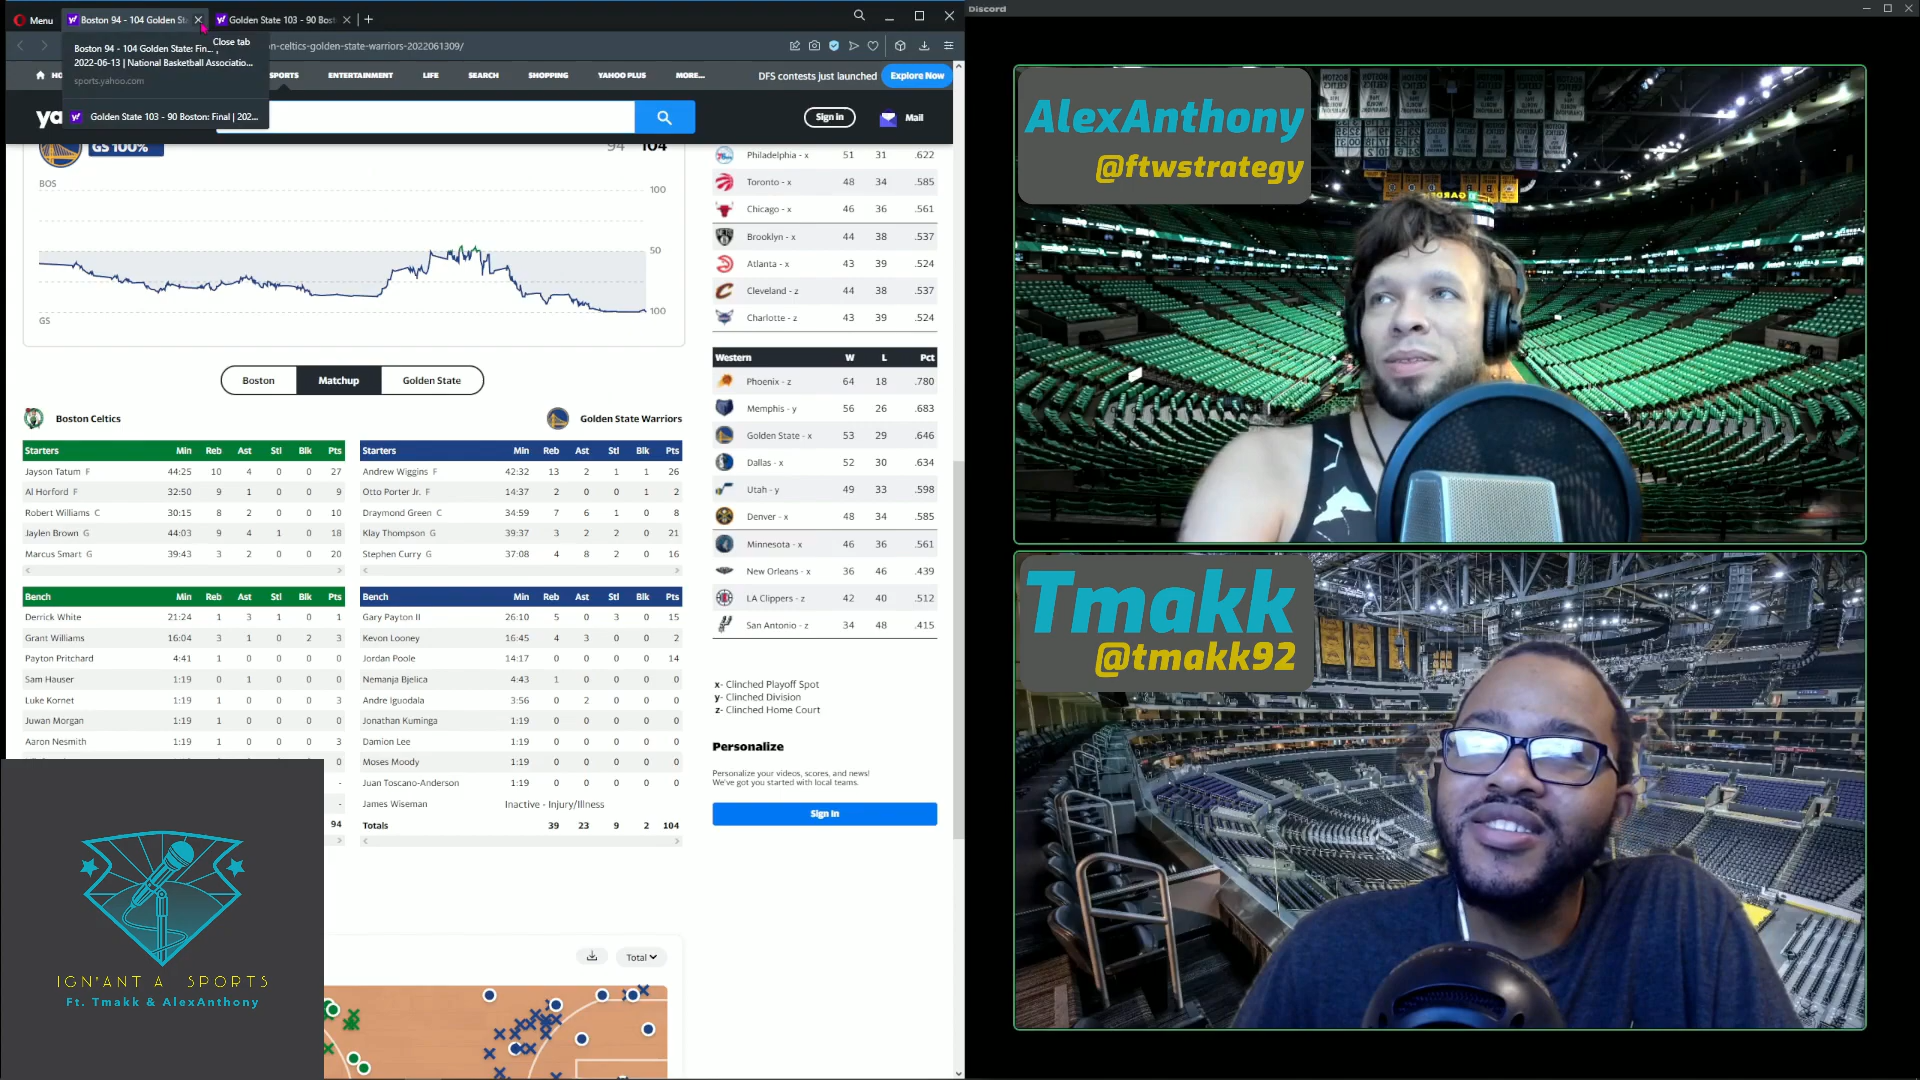 Menu
Boston 94 - 104 Golden St
Golden State 103 - 90 Bost
Close tab
Boston 94 - 104 Golden State: Fin
2022-06-13 | National Basketball Associatio...
sports.yahoo.com
Golden State 103 - 90 Boston: Final | 202...
n-celtics-golden-state-warriors-2022061309/
HO
SPORTS
ENTERTAINMENT
LIFE
SEARCH
SHOPPING
YAHOO PLUS
MORE...
DFS contests just launched
Explore Now
ya
Sign in
Mail
GS 100%
94 104
BOS
100
50
GS
100
Boston
Matchup
Golden State
Boston Celtics
Starters Min Reb Ast Stl Blk Pts
Jayson Tatum F 44:25 10 4 0 0 27
Al Horford F 32:50 9 1 0 0 9
Robert Williams C 30:15 8 2 0 0 10
Jaylen Brown G 44:03 9 4 1 0 18
Marcus Smart G 39:43 3 2 0 0 20
Bench Min Reb Ast Stl Blk Pts
Derrick White 21:24 1 3 1 0 1
Grant Williams 16:04 3 1 0 2 3
Payton Pritchard 4:41 1 0 0 0 0
Sam Hauser 1:19 0 1 0 0 0
Luke Kornet 1:19 1 0 0 0 3
Juwan Morgan 1:19 1 0 0 0 0
Aaron Nesmith 1:19 1 0 0 0 3
0
-
-
94
Golden State Warriors
Starters Min Reb Ast Stl Blk Pts
Andrew Wiggins F 42:32 13 2 1 1 26
Otto Porter Jr. F 14:37 2 0 0 1 2
Draymond Green C 34:59 7 6 1 0 8
Klay Thompson G 39:37 3 2 2 0 21
Stephen Curry G 37:08 4 8 2 0 16
Bench Min Reb Ast Stl Blk Pts
Gary Payton II 26:10 5 0 3 0 15
Kevon Looney 16:45 4 3 0 0 2
Jordan Poole 14:17 0 0 0 0 14
Nemanja Bjelica 4:43 1 0 0 0 0
Andre Iguodala 3:56 0 2 0 0 0
Jonathan Kuminga 1:19 0 0 0 0 0
Damion Lee 1:19 0 0 0 0 0
Moses Moody 1:19 0 0 0 0 0
Juan Toscano-Anderson 1:19 0 0 0 0 0
James Wiseman Inactive - Injury/Illness
Totals 39 23 9 2 104
Total
Philadelphia - x 51 31 .622
Toronto - x 48 34 .585
Chicago - x 46 36 .561
Brooklyn - x 44 38 .537
Atlanta - x 43 39 .524
Cleveland - z 44 38 .537
Charlotte - z 43 39 .524
Western W L Pct
Phoenix - z 64 18 .780
Memphis - y 56 26 .683
Golden State - x 53 29 .646
Dallas - x 52 30 .634
Utah - y 49 33 .598
Denver - x 48 34 .585
Minnesota - x 46 36 .561
New Orleans - x 36 46 .439
LA Clippers - z 42 40 .512
San Antonio - z 34 48 .415
x- Clinched Playoff Spot
y- Clinched Division
z- Clinched Home Court
Personalize
Personalize your videos, scores, and news!
We've got you started with local teams.
Sign In
IGN'ANT A SPORTS
Ft. Tmakk & AlexAnthony
Discord
AlexAnthony
@ftwstrategy
Tmakk
@tmakk92